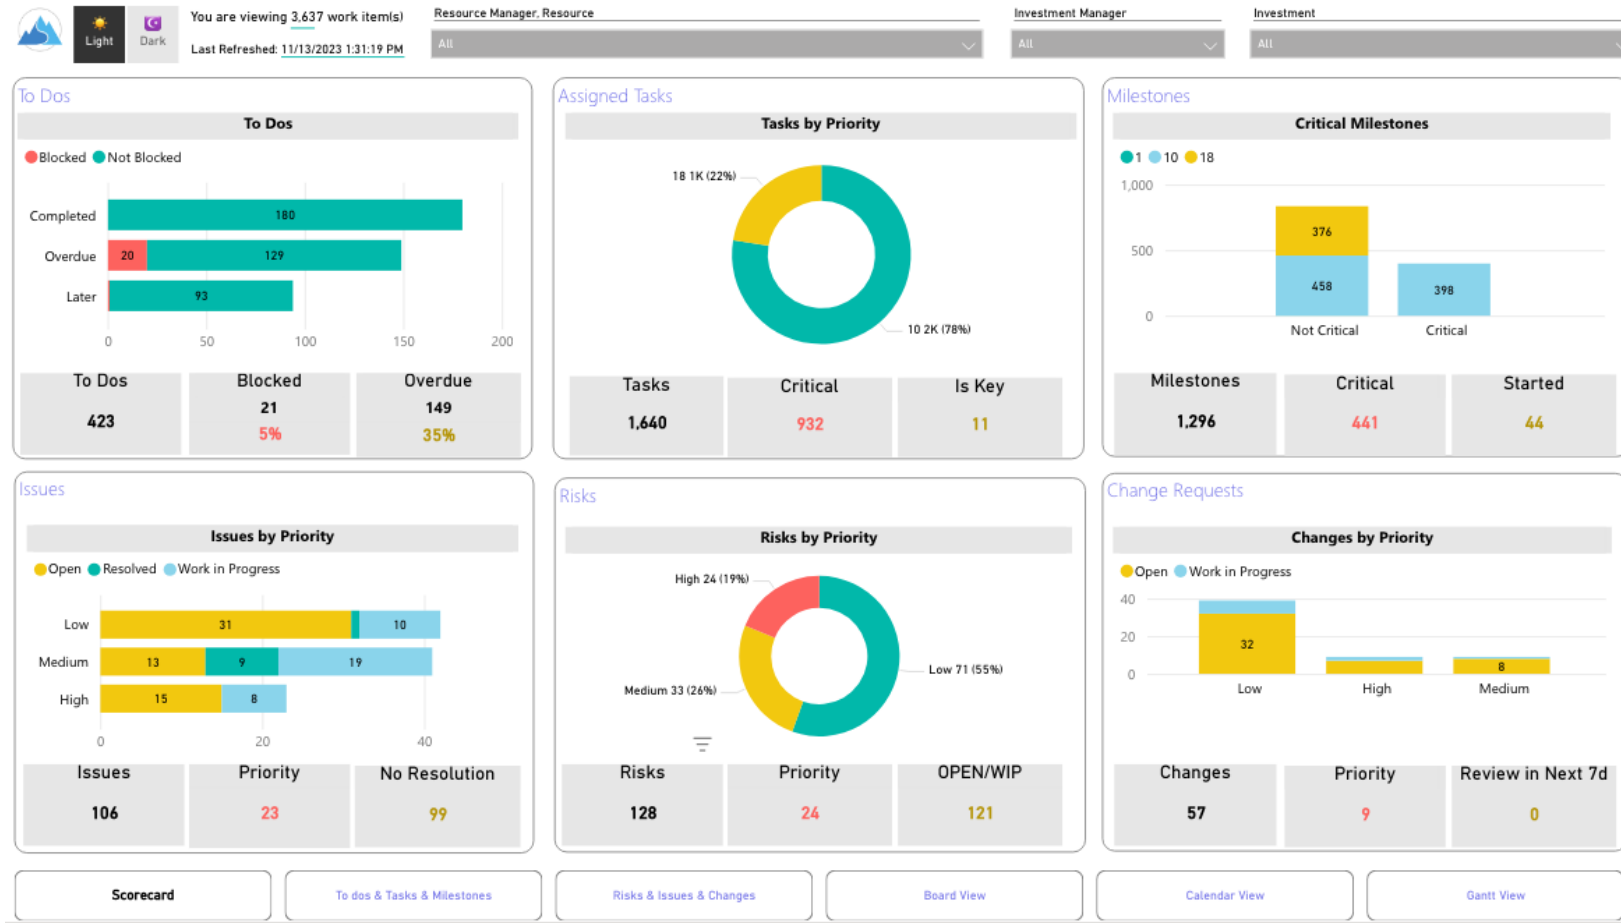 Light
Dark
You are viewing 3,637 work item(s)
Last Refreshed: 11/13/2023 1:31:19 PM
Resource Manager, Resource
All
Investment Manager
All
Investment
All
To Dos
To Dos
Blocked Not Blocked
Completed 180
Overdue 20 129
Later 93
0 50 100 150 200
To Dos
423
Blocked
21
5%
Overdue
149
35%
Assigned Tasks
Tasks by Priority
18 1K (22%)
10 2K (78%)
Tasks
1,640
Critical
932
Is Key
11
Milestones
Critical Milestones
1 10 18
1,000
500
0
376
458
398
Not Critical Critical
Milestones
1,296
Critical
441
Started
44
Issues
Issues by Priority
Open Resolved Work in Progress
Low 31 10
Medium 13 9 19
High 15 8
0 20 40
Issues
106
Priority
23
No Resolution
99
Risks
Risks by Priority
High 24 (19%)
Low 71 (55%)
Medium 33 (26%)
Risks
128
Priority
24
OPEN/WIP
121
Change Requests
Changes by Priority
Open Work in Progress
40
20
0
32
8
Low High Medium
Changes
57
Priority
9
Review in Next 7d
0
Scorecard
To dos & Tasks & Milestones
Risks & Issues & Changes
Board View
Calendar View
Gantt View